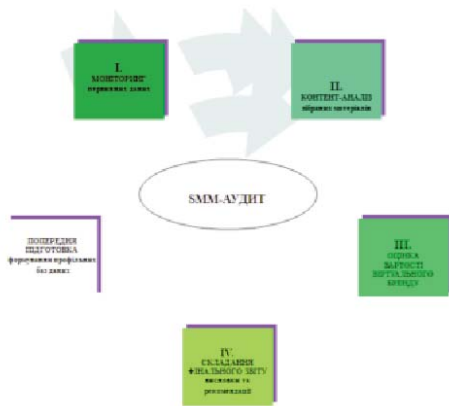 I.
МОНІТОРИНГ
первинних даних
II.
КОНТЕНТ-АНАЛІЗ
зібраних матеріалів
SMM-АУДИТ
ПОПЕРЕДНЯ
ПІДГОТОВКА
формування профільних
баз даних
III.
ОЦІНКА
ВАРТОСТІ
ВІРТУАЛЬНОГО
БРЕНДУ
IV.
СКЛАДАННЯ
ФІНАЛЬНОГО ЗВІТУ
висновки та
рекомендації